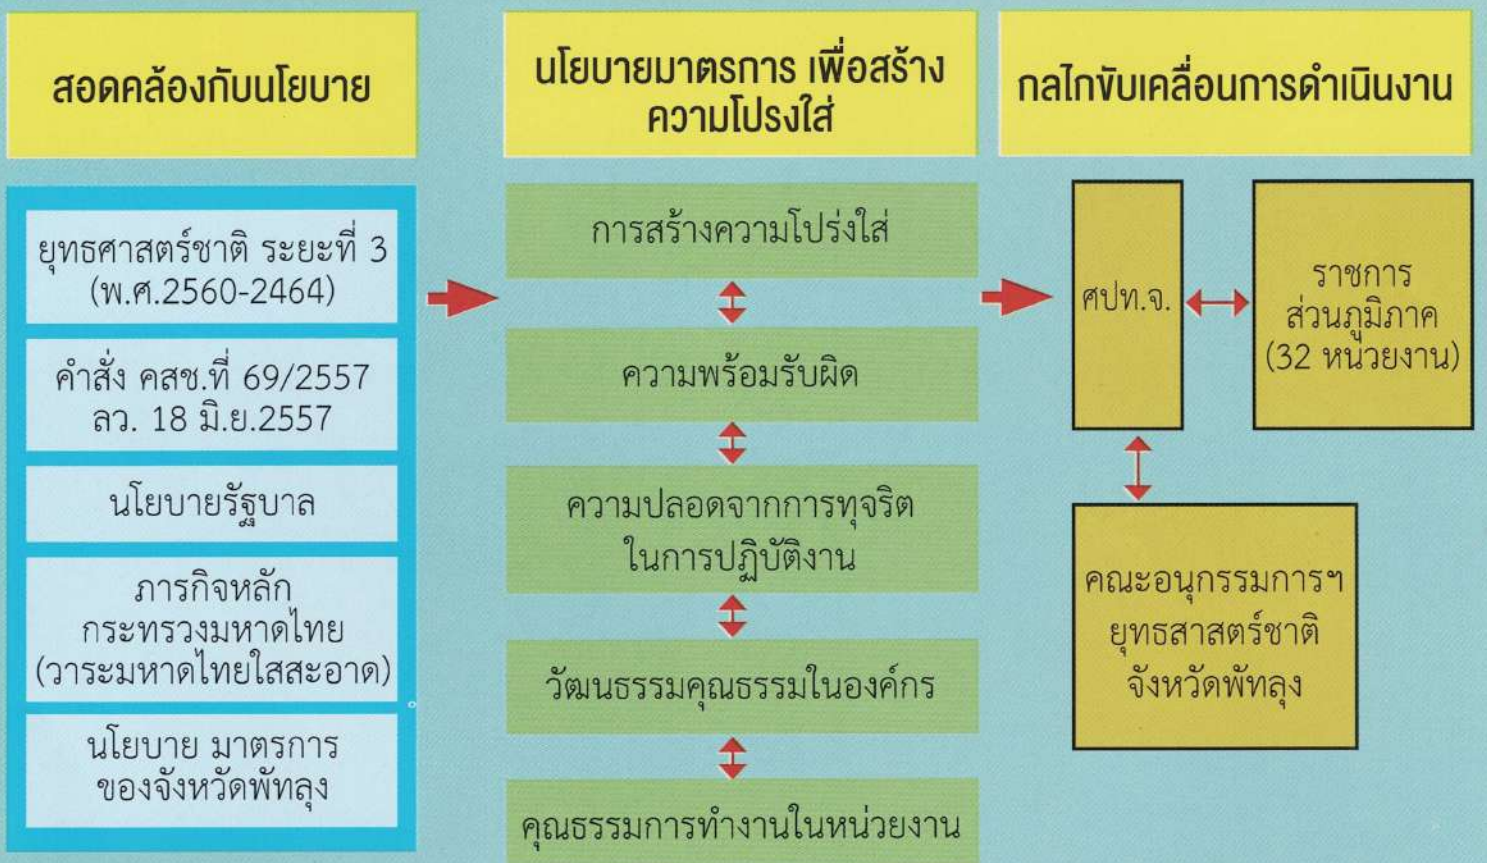 สอดคล้องกับนโยบาย
ยุทธศาสตร์ชาติ ระยะที่ 3
(พ.ศ.2560-2464)
คำสั่ง คสช.ที่ 69/2557
ลว. 18 มิ.ย.2557
นโยบายรัฐบาล
ภารกิจหลัก
กระทรวงมหาดไทย
(วาระมหาดไทยใสสะอาด)
นโยบาย มาตรการ
ของจังหวัดพัทลุง
นโยบายมาตรการ เพื่อสร้าง
ความโปรงใส่
การสร้างความโปร่งใส่
ความพร้อมรับผิด
ความปลอดจากการทุจริต
ในการปฏิบัติงาน
วัฒนธรรมคุณธรรมในองค์กร
คุณธรรมการทำงานในหน่วยงาน
กลไกขับเคลื่อนการดำเนินงาน
ศปท.จ.
ราชการ
ส่วนภูมิภาค
(32 หน่วยงาน)
คณะอนุกรรมการฯ
ยุทธสาสตร์ชาติ
จังหวัดพัทลุง